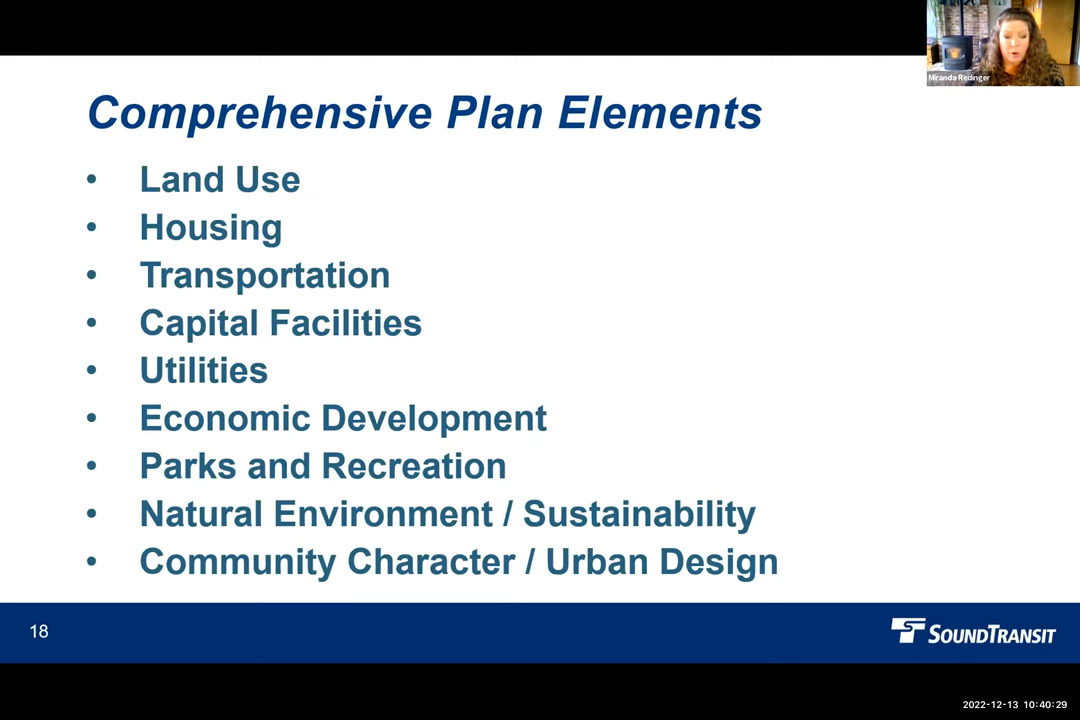 Miranda Redinger
Comprehensive Plan Elements
• Land Use
• Housing
• Transportation
• Capital Facilities
• Utilities
• Economic Development
• Parks and Recreation
• Natural Environment / Sustainability
• Community Character / Urban Design
18
SOUNDTRANSIT
2022-12-13 10:40:29